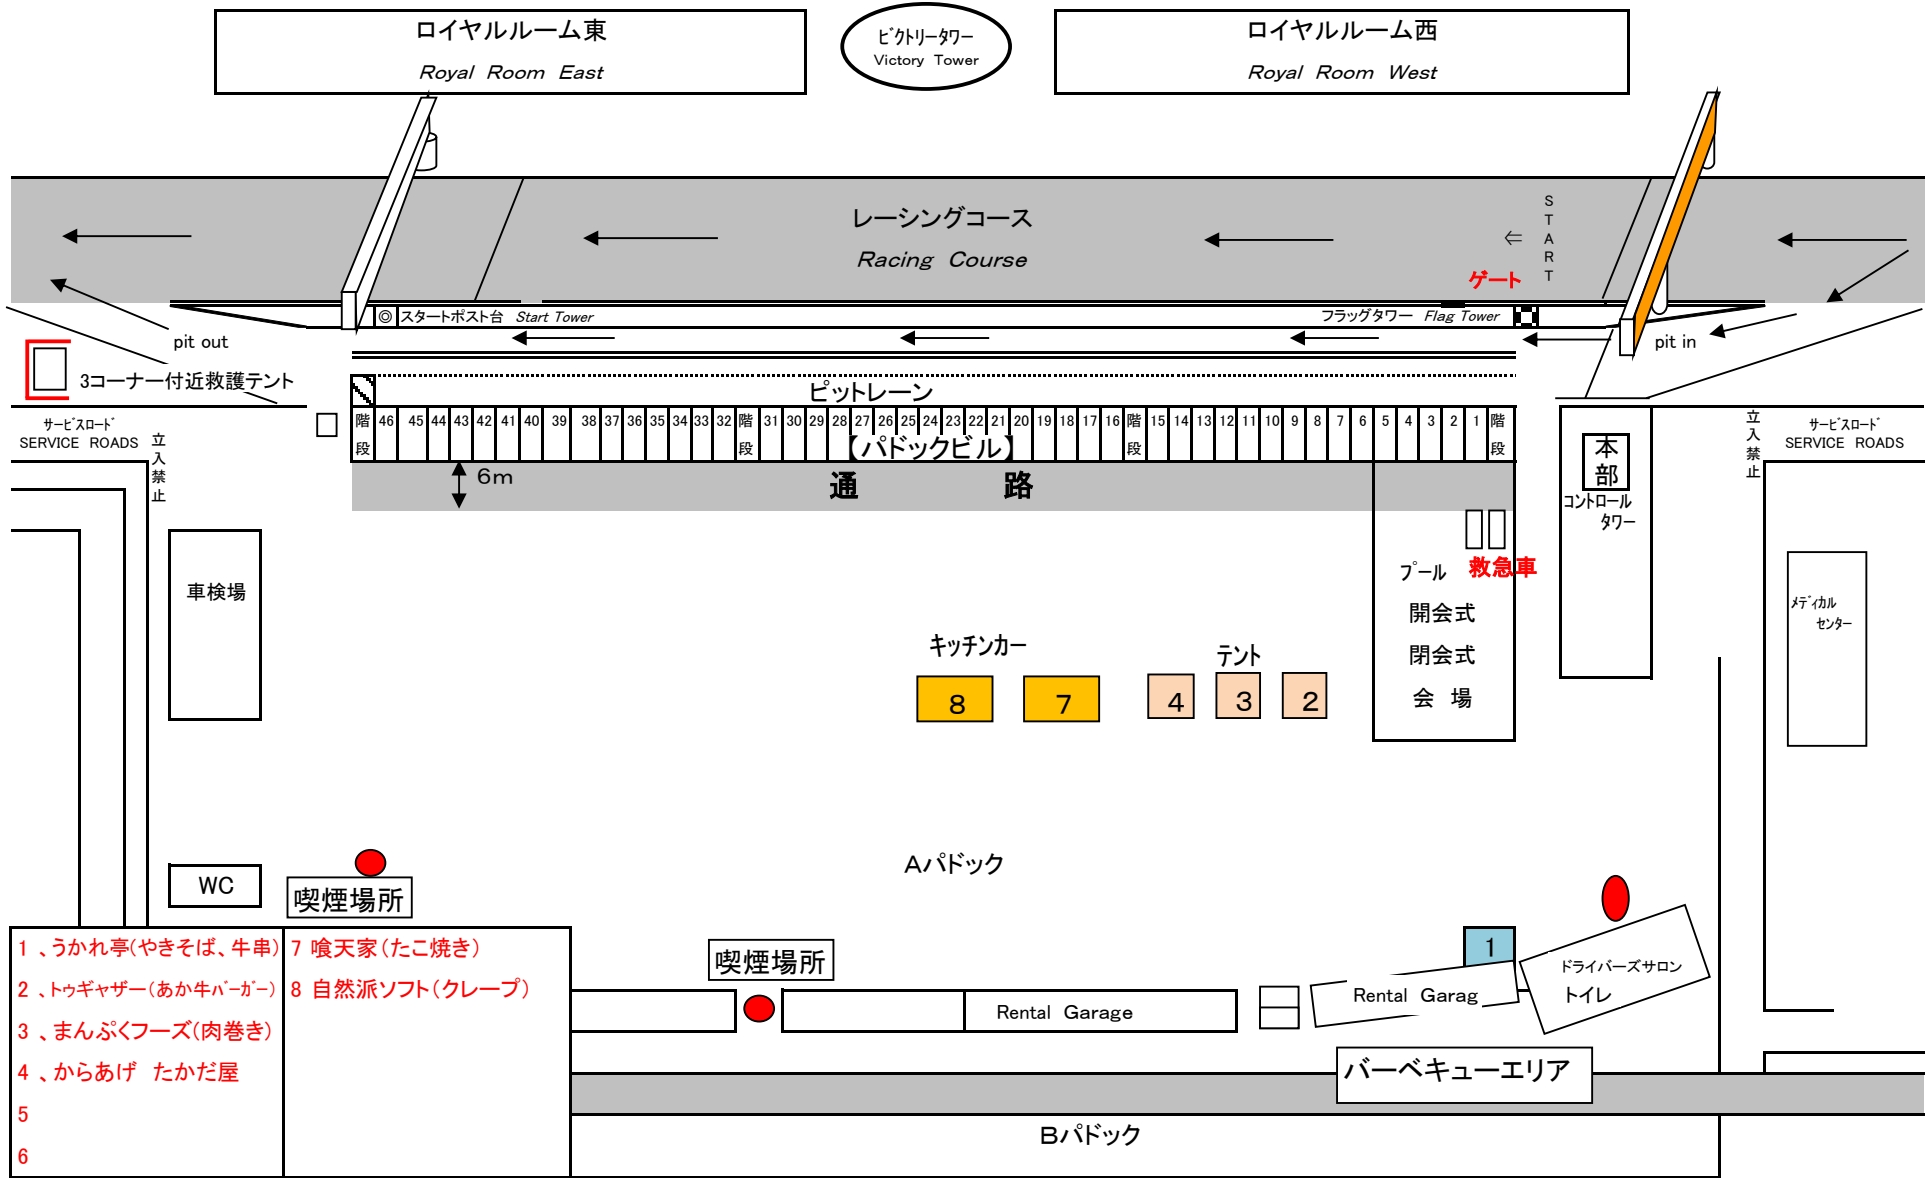 ロイヤルルーム東
Royal Room East
ビクトリータワー
Victory Tower
ロイヤルルーム西
Royal Room West
レーシングコース
Racing Course
⇐
START
ゲート
◎
スタートポスト台 Start Tower
フラッグタワー Flag Tower
pit out
pit in
3コーナー付近救護テント
ピットレーン
サービスロード
SERVICE ROADS
立入禁止
階段 46 45 44 43 42 41 40 39 38 37 36 35 34 33 32 階段 31 30 29 28 27 26 25 24 23 22 21 20 19 18 17 16 階段 15 14 13 12 11 10 9 8 7 6 5 4 3 2 1 階段
【パドックビル】
本部
コントロール
タワー
立入禁止
サービスロード
SERVICE ROADS
6m
通 路
車検場
救急車
プール
開会式
閉会式
会 場
メディカル
センター
キッチンカー
テント
8
7
4
3
2
Aパドック
WC
喫煙場所
喫煙場所
1
ドライバーズサロン
トイレ
Rental Garage
Rental Garag
バーベキューエリア
Bパドック
1 、うかれ亭(やきそば、牛串)
2 、トゥギャザー(あか牛バーガー)
3 、まんぷくフーズ(肉巻き)
4 、からあげ たかだ屋
5
6
7 喰天家(たこ焼き)
8 自然派ソフト(クレープ)